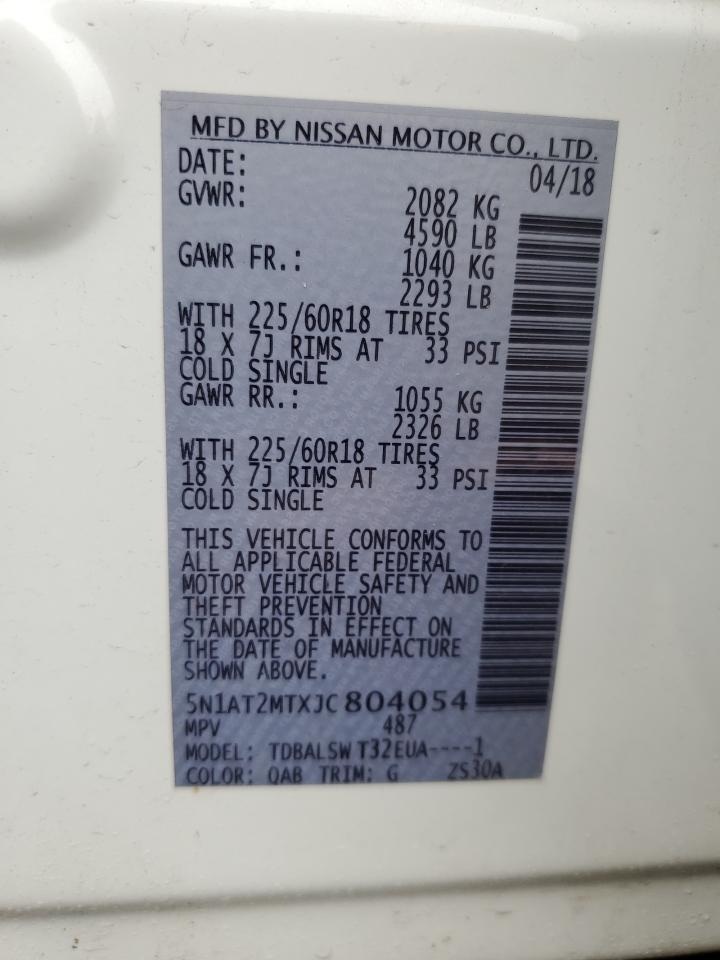 MFD BY NISSAN MOTOR CO., LTD.
DATE: 04/18
GVWR: 2082 KG
4590 LB
GAWR FR.: 1040 KG
2293 LB
WITH 225/60R18 TIRES
18 X 7J RIMS AT 33 PSI
COLD SINGLE
GAWR RR.: 1055 KG
2326 LB
WITH 225/60R18 TIRES
18 X 7J RIMS AT 33 PSI
COLD SINGLE
THIS VEHICLE CONFORMS TO
ALL APPLICABLE FEDERAL
MOTOR VEHICLE SAFETY AND
THEFT PREVENTION
STANDARDS IN EFFECT ON
THE DATE OF MANUFACTURE
SHOWN ABOVE.
5N1AT2MTXJC804054
MPV 487
MODEL: TDBALSW T32EUA----1
COLOR: QAB TRIM: G ZS30A